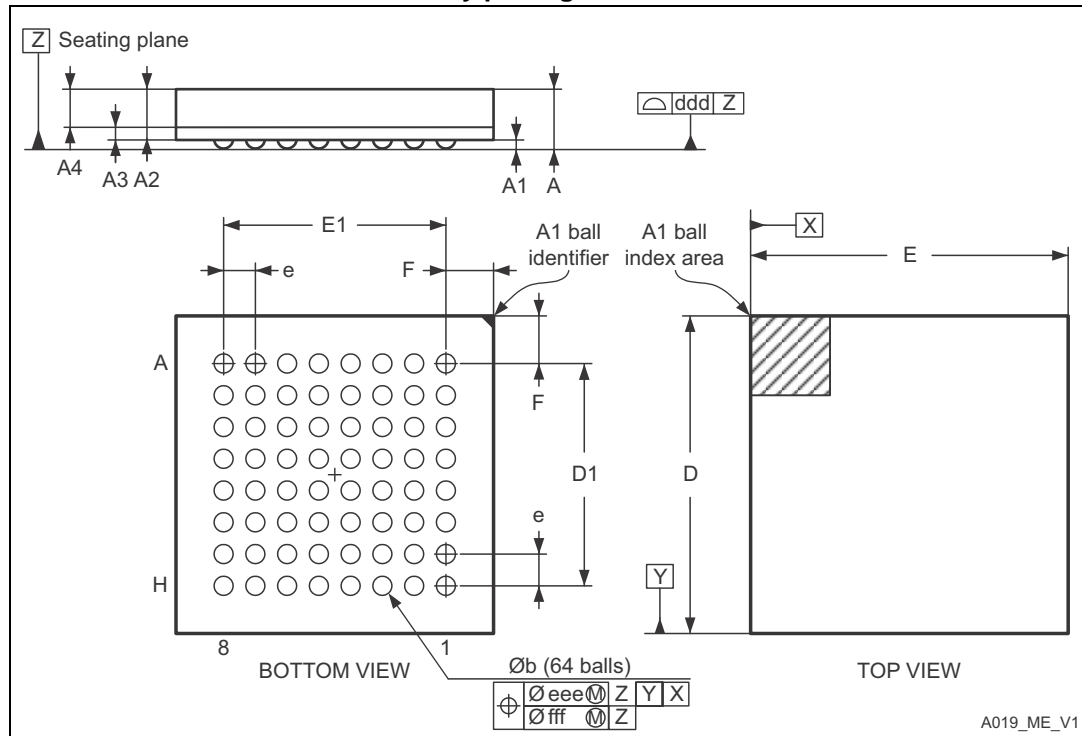 Z Seating plane
ddd Z
A4
A3 A2
A1
A
E1
A1 ball
identifier
A1 ball
index area
X
e
F
E
A
F
D1
D
e
H
Y
8
1
BOTTOM VIEW
Øb (64 balls)
TOP VIEW
Ø eee Ⓜ Z Y X
Ø fff Ⓜ Z
A019_ME_V1